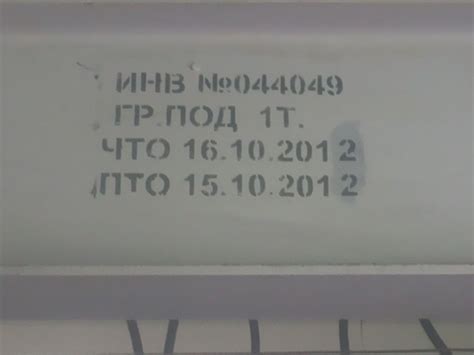 ИНВ №044049
ГР.ПОД 1Т.
ЧТО 16.10.2012
ПТО 15.10.2012